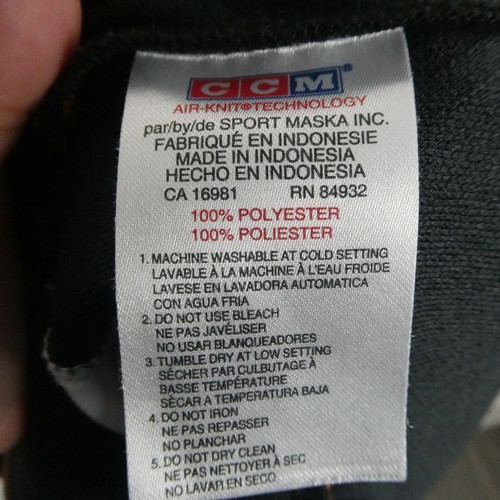 CCM®
AIR-KNIT®TECHNOLOGY
par/by/de SPORT MASKA INC.
FABRIQUÉ EN INDONESIE
MADE IN INDONESIA
HECHO EN INDONESIA
CA 16981 RN 84932
100% POLYESTER
100% POLIESTER
1. MACHINE WASHABLE AT COLD SETTING
LAVABLE À LA MACHINE À L'EAU FROIDE
LAVESE EN LAVADORA AUTOMATICA
CON AGUA FRIA
2. DO NOT USE BLEACH
NE PAS JAVÉLISER
NO USAR BLANQUEADORES
3. TUMBLE DRY AT LOW SETTING
SÉCHER PAR CULBUTAGE À
BASSE TEMPÉRATURE
SÈCAR A TEMPERATURA BAJA
4. DO NOT IRON
NE PAS REPASSER
NO PLANCHAR
5. DO NOT DRY CLEAN
NE PAS NETTOYER À SEC
NO LAVAR EN SECO